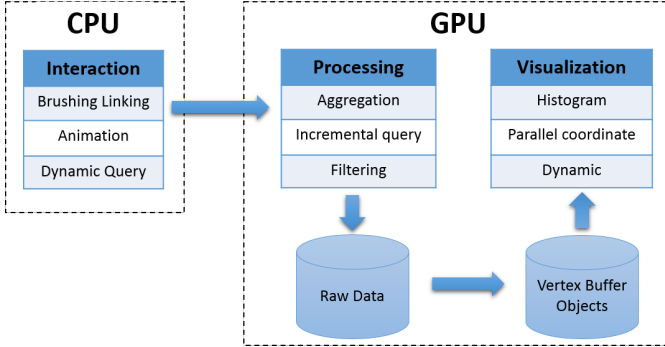 CPU
Interaction
Brushing Linking
Animation
Dynamic Query
GPU
Processing
Aggregation
Incremental query
Filtering
Visualization
Histogram
Parallel coordinate
Dynamic
Raw Data
Vertex Buffer
Objects